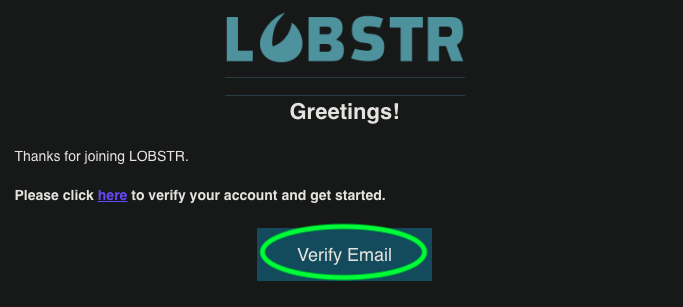 LOBSTR
Greetings!
Thanks for joining LOBSTR.
Please click here to verify your account and get started.
Verify Email